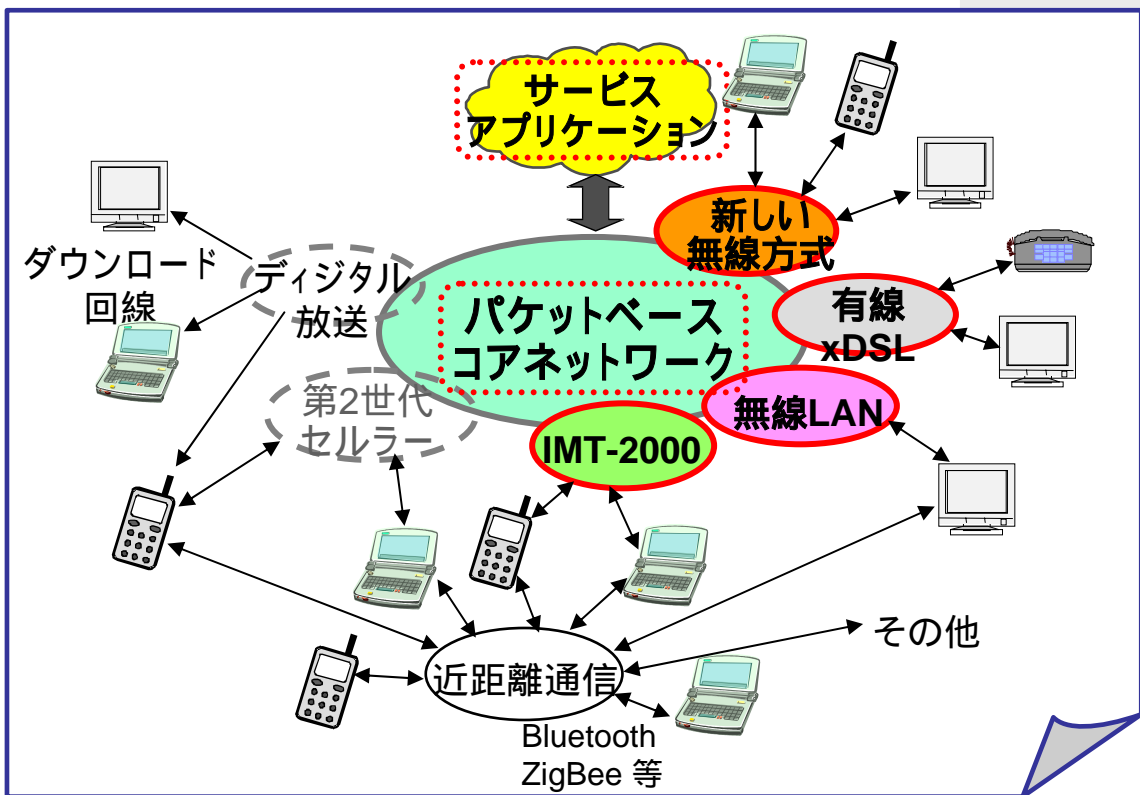 サービス
アプリケーション
新しい
無線方式
ダウンロード
回線
ディジタル
放送
パケットベース
コアネットワーク
有線
xDSL
第2世代
セルラー
無線LAN
IMT-2000
その他
近距離通信
Bluetooth
ZigBee 等